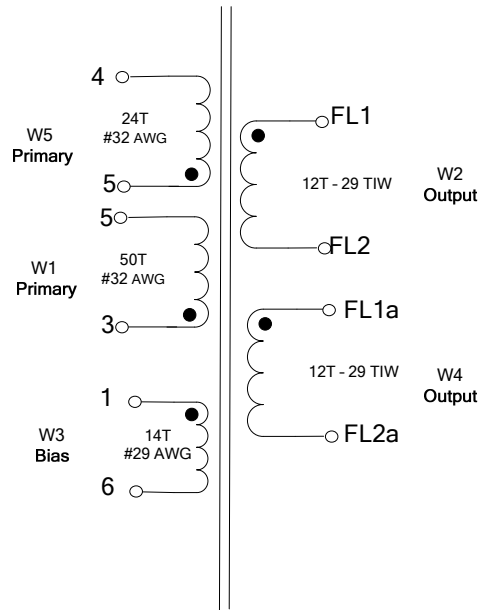 4
24T
#32 AWG
W5
Primary
5
5
50T
#32 AWG
W1
Primary
3
1
14T
#29 AWG
W3
Bias
6
FL1
12T - 29 TIW
W2
Output
FL2
FL1a
12T - 29 TIW
W4
Output
FL2a